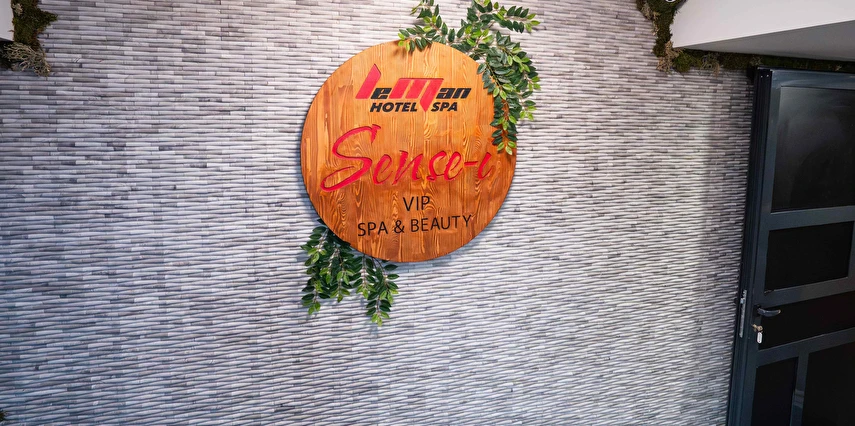 LeMan
HOTEL SPA
Sense-i
VIP
SPA & BEAUTY